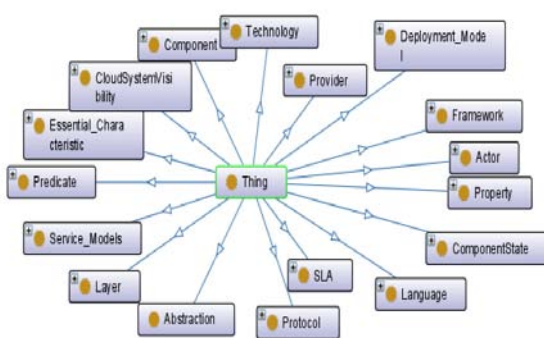 Technology
Component
Deployment_Mode
l
CloudSystemVisi
bility
Provider
Essential_Chara
cteristic
Framework
Actor
Predicate
Thing
Property
Service_Models
ComponentState
SLA
Layer
Language
Abstraction
Protocol